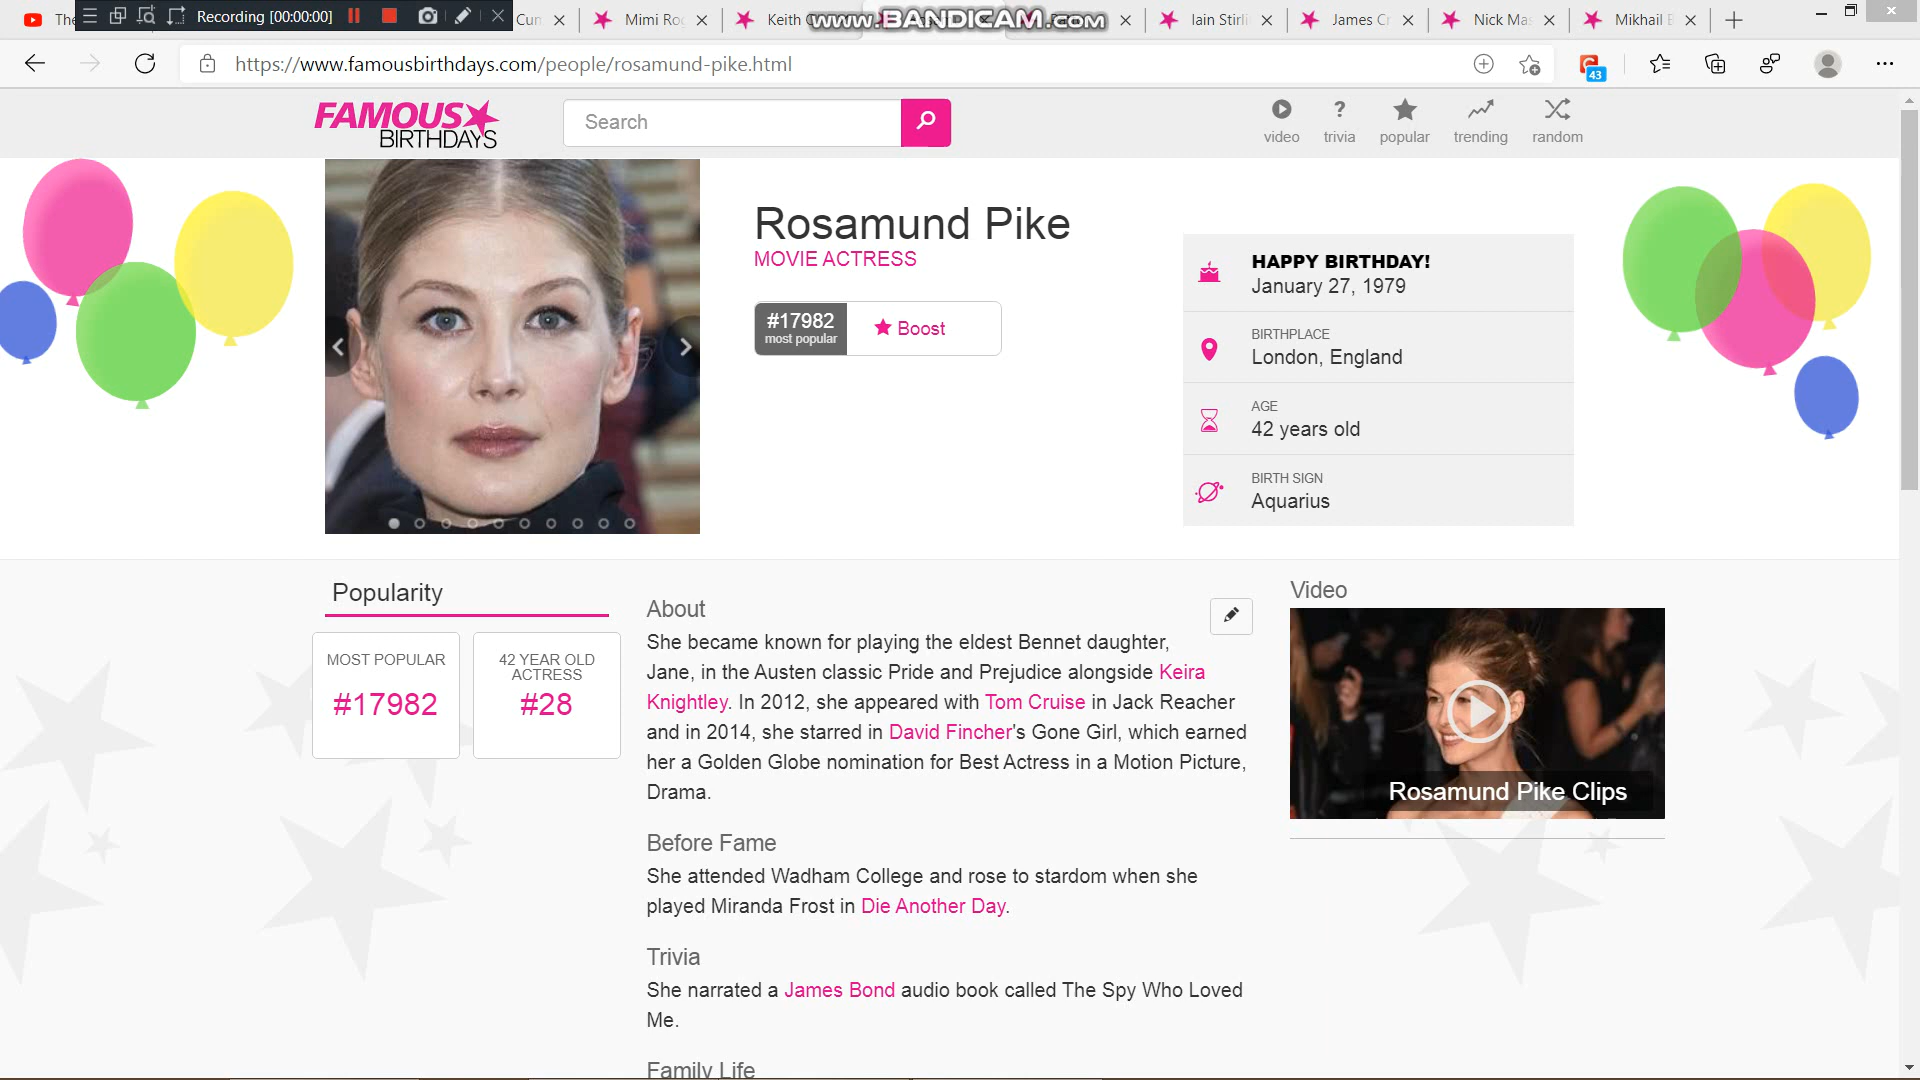 The
Recording [00:00:00]
Cun
Mimi Ro
Keith
www.BANDICAM.com
Iain Stirli
James Cr
Nick Mas
Mikhail B
https://www.famousbirthdays.com/people/rosamund-pike.html
43
FAMOUS
BIRTHDAYS
Search
video
? trivia
popular
trending
random
Rosamund Pike
MOVIE ACTRESS
#17982
most popular
Boost
HAPPY BIRTHDAY!
January 27, 1979
BIRTHPLACE
London, England
AGE
42 years old
BIRTH SIGN
Aquarius
Popularity
MOST POPULAR
#17982
42 YEAR OLD
ACTRESS
#28
About
She became known for playing the eldest Bennet daughter,
Jane, in the Austen classic Pride and Prejudice alongside Keira
Knightley. In 2012, she appeared with Tom Cruise in Jack Reacher
and in 2014, she starred in David Fincher's Gone Girl, which earned
her a Golden Globe nomination for Best Actress in a Motion Picture,
Drama.
Before Fame
She attended Wadham College and rose to stardom when she
played Miranda Frost in Die Another Day.
Trivia
She narrated a James Bond audio book called The Spy Who Loved
Me.
Family Life
Video
Rosamund Pike Clips